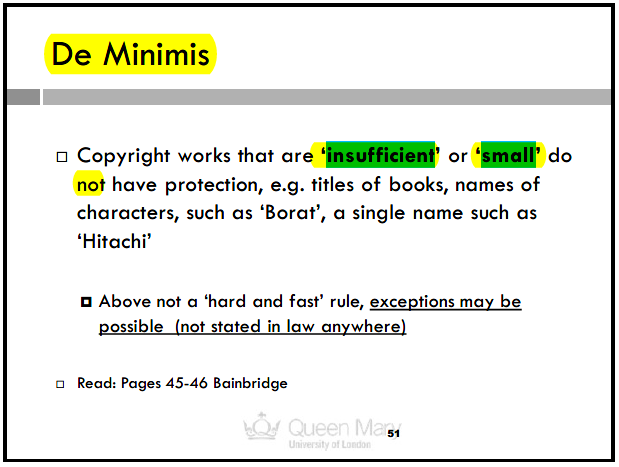 De Minimis
Copyright works that are ‘insufficient’ or ‘small’ do
not have protection, e.g. titles of books, names of
characters, such as ‘Borat’, a single name such as
‘Hitachi’
Above not a ‘hard and fast’ rule, exceptions may be
possible (not stated in law anywhere)
Read: Pages 45-46 Bainbridge
Queen Mary
University of London
51